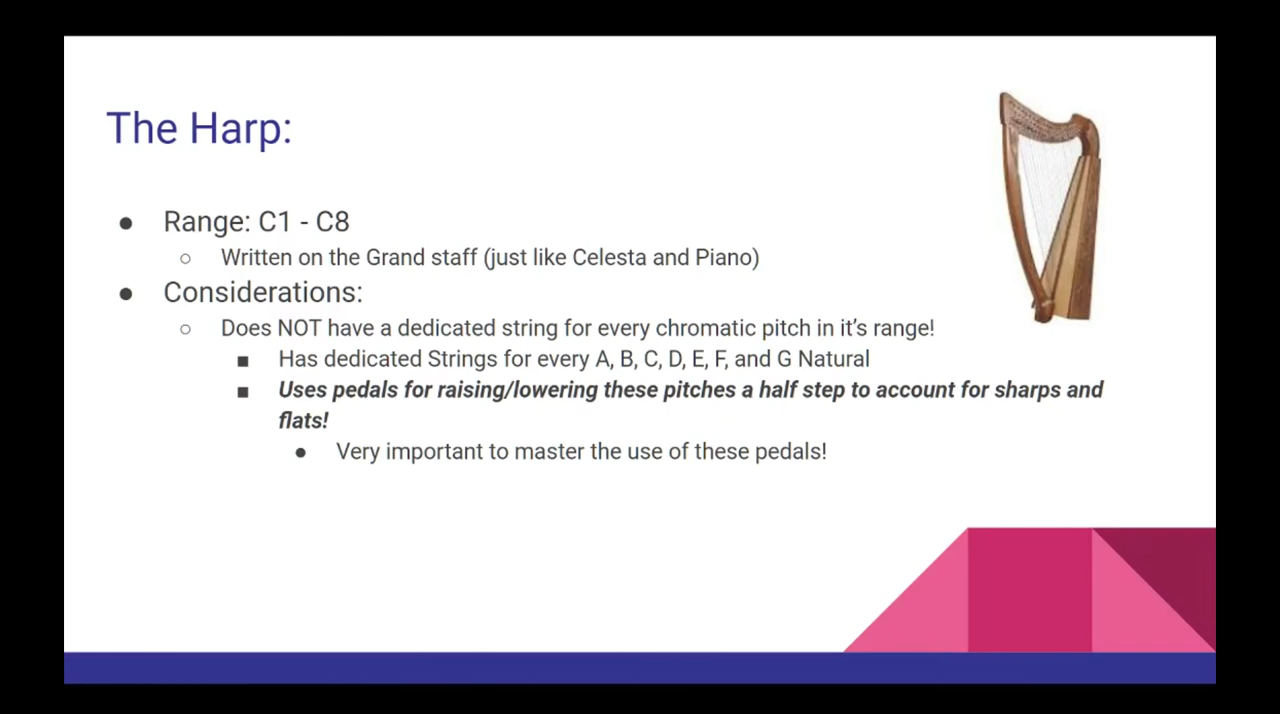 The Harp:
Range: C1 - C8
Written on the Grand staff (just like Celesta and Piano)
Considerations:
Does NOT have a dedicated string for every chromatic pitch in it's range!
Has dedicated Strings for every A, B, C, D, E, F, and G Natural
Uses pedals for raising/lowering these pitches a half step to account for sharps and
flats!
Very important to master the use of these pedals!